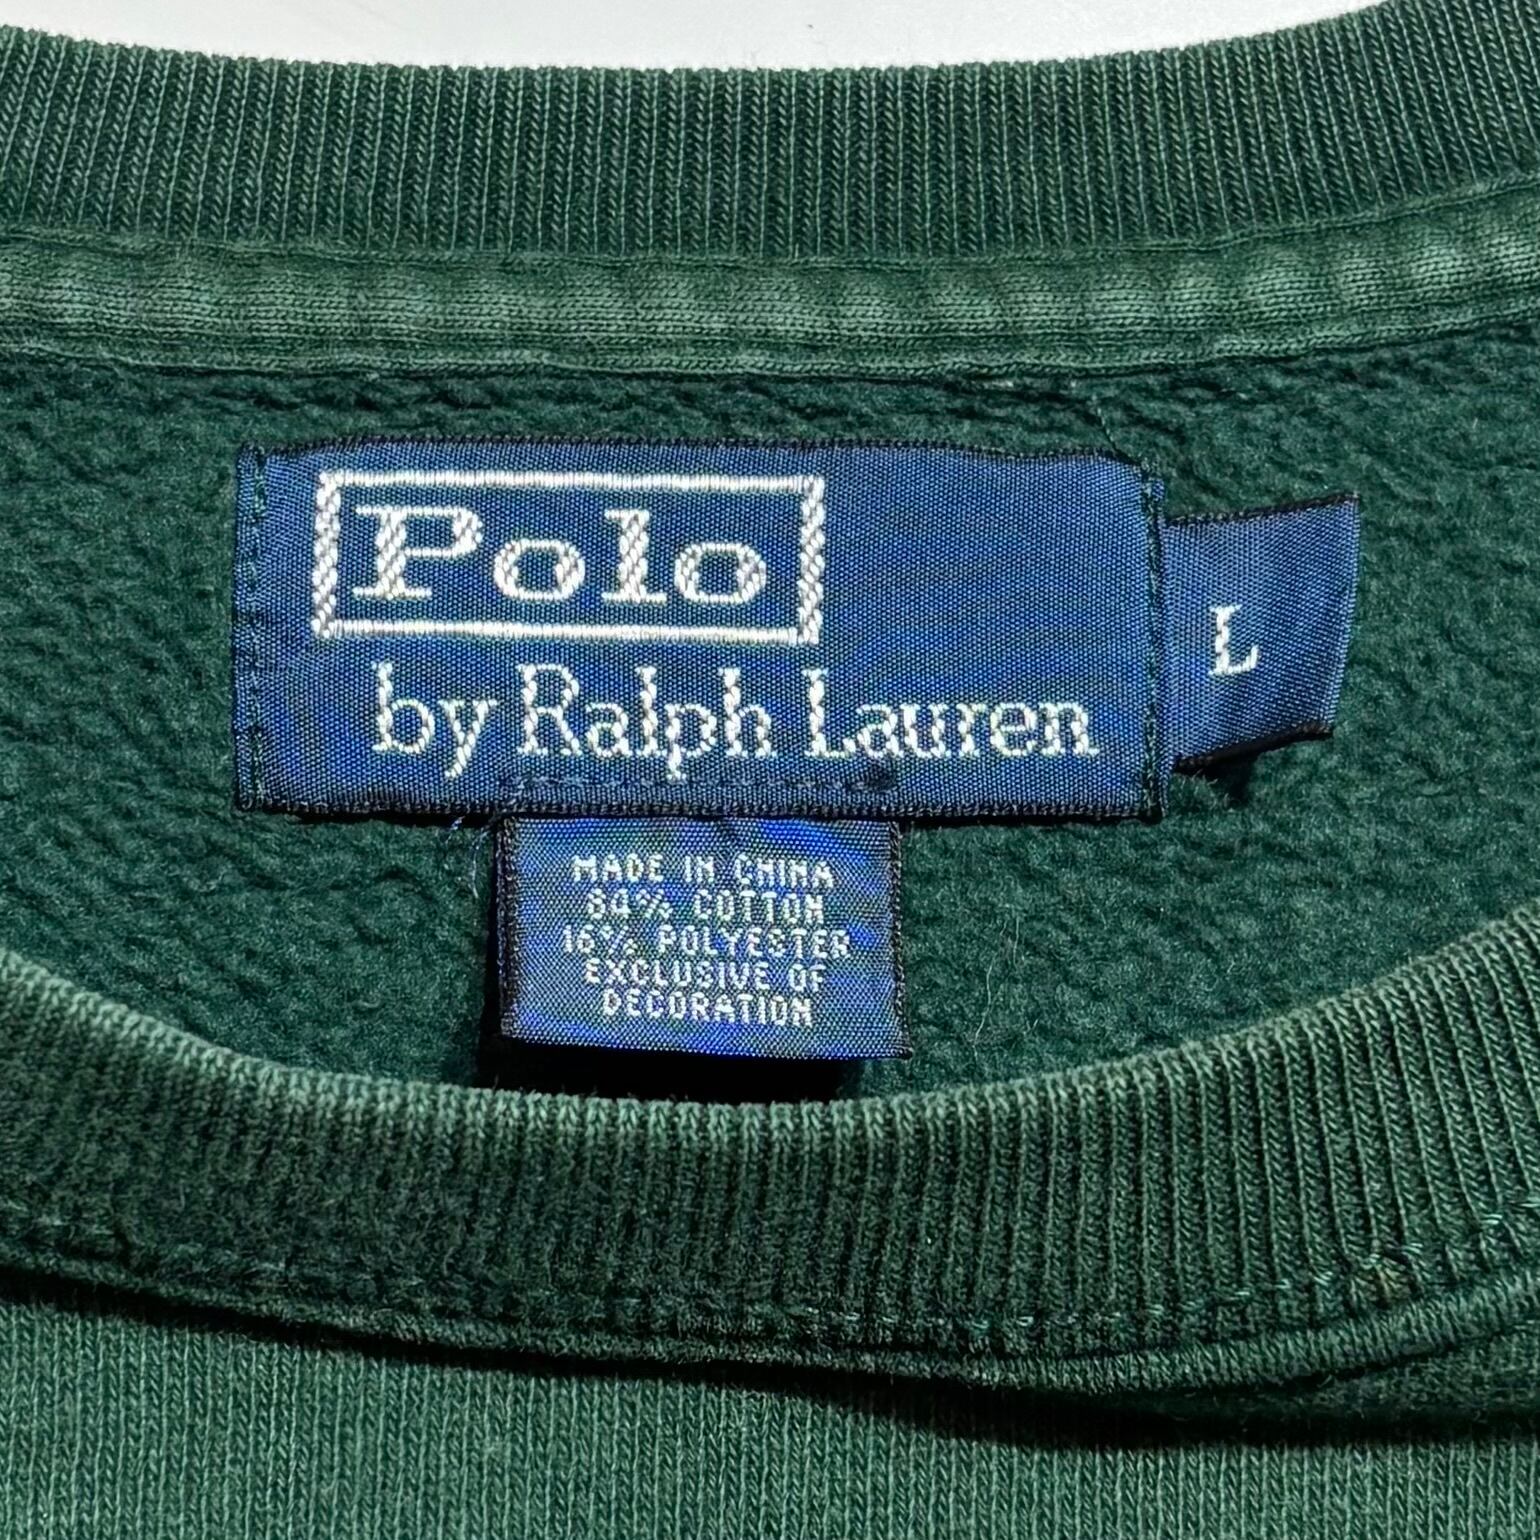 Polo
by Ralph Lauren
L
MADE IN CHINA
84% COTTON
16% POLYESTER
EXCLUSIVE OF
DECORATION